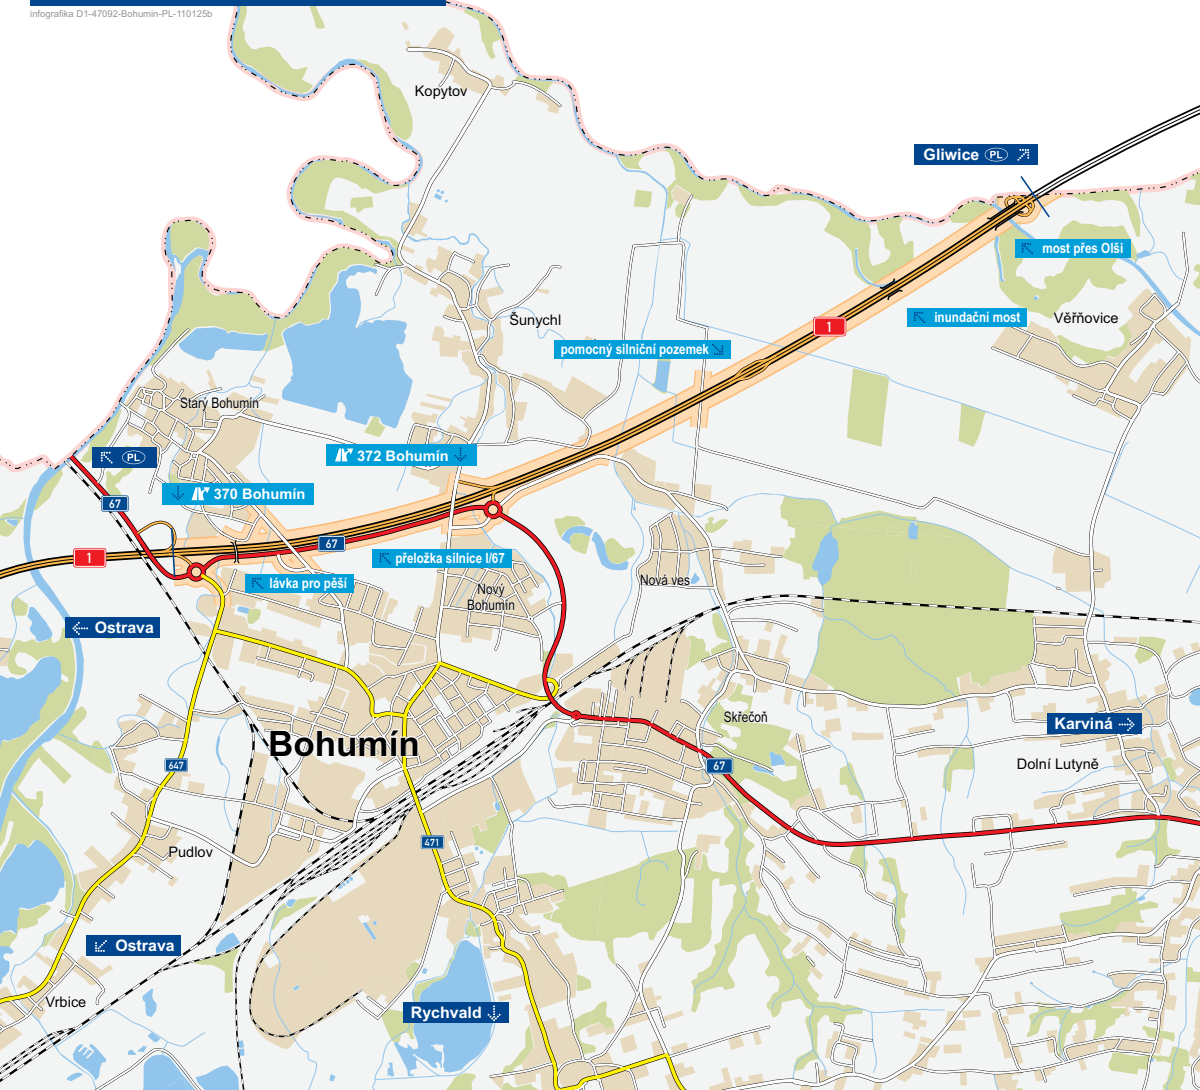 infografika D1-47092-Bohumin-PL-110125b
Kopytov
Gliwice PL
most přes Olši
inundační most
Věřňovice
Šunychl
1
pomocný silniční pozemek
Starý Bohumín
PL
372 Bohumín
370 Bohumín
67
67
1
přeložka silnice I/67
lávka pro pěší
Nový
Bohumín
Nová ves
Ostrava
Skřečoň
Karviná
Bohumín
67
647
Dolní Lutyně
471
Pudlov
Ostrava
Vrbice
Rychvald